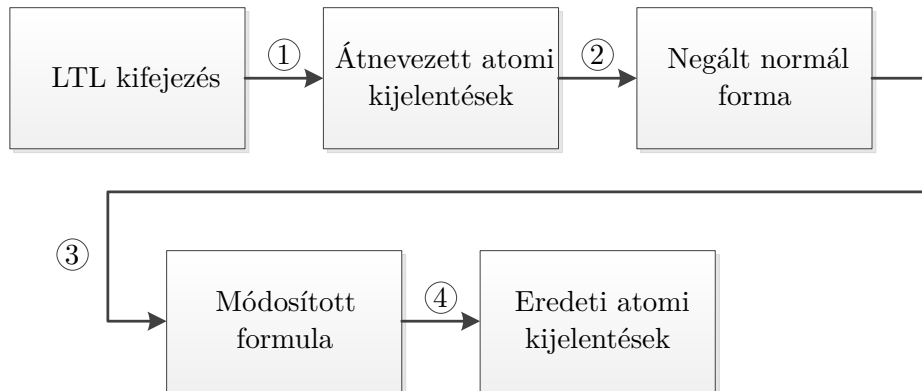 LTL kifejezés
①
Átnevezett atomi
kijelentések
②
Negált normál
forma
③
Módosított
formula
④
Eredeti atomi
kijelentések